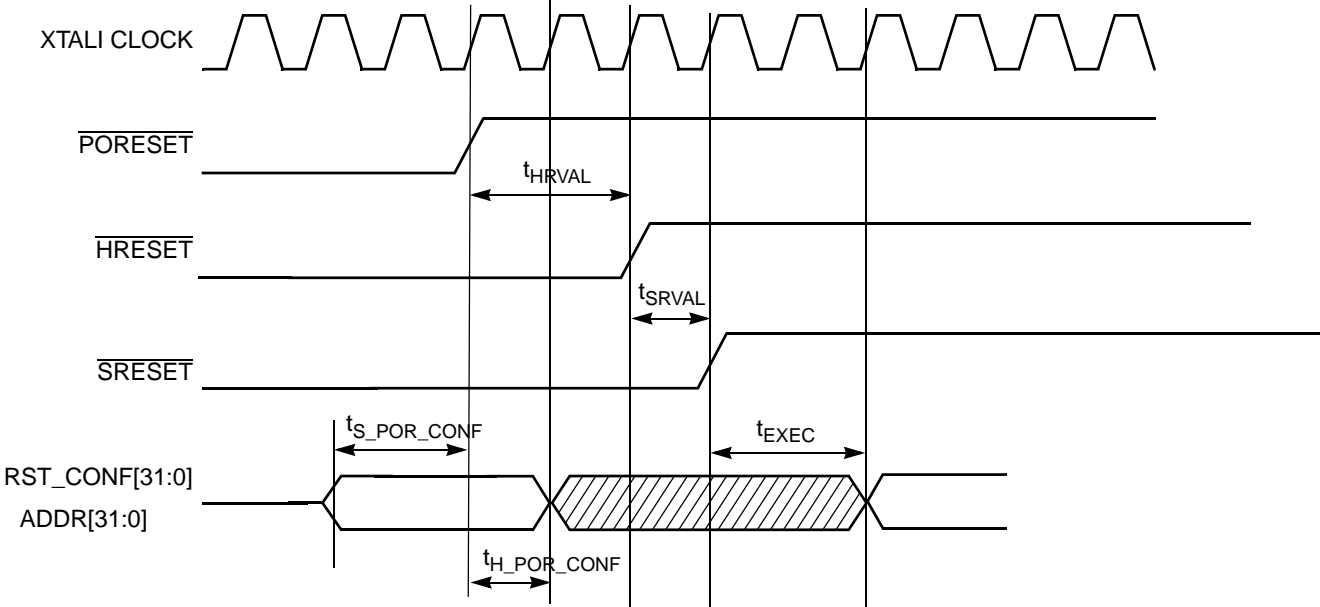 XTALI CLOCK
PORESET
tHRVAL
HRESET
tSRVAL
SRESET
tS_POR_CONF
tEXEC
RST_CONF[31:0]
ADDR[31:0]
tH_POR_CONF